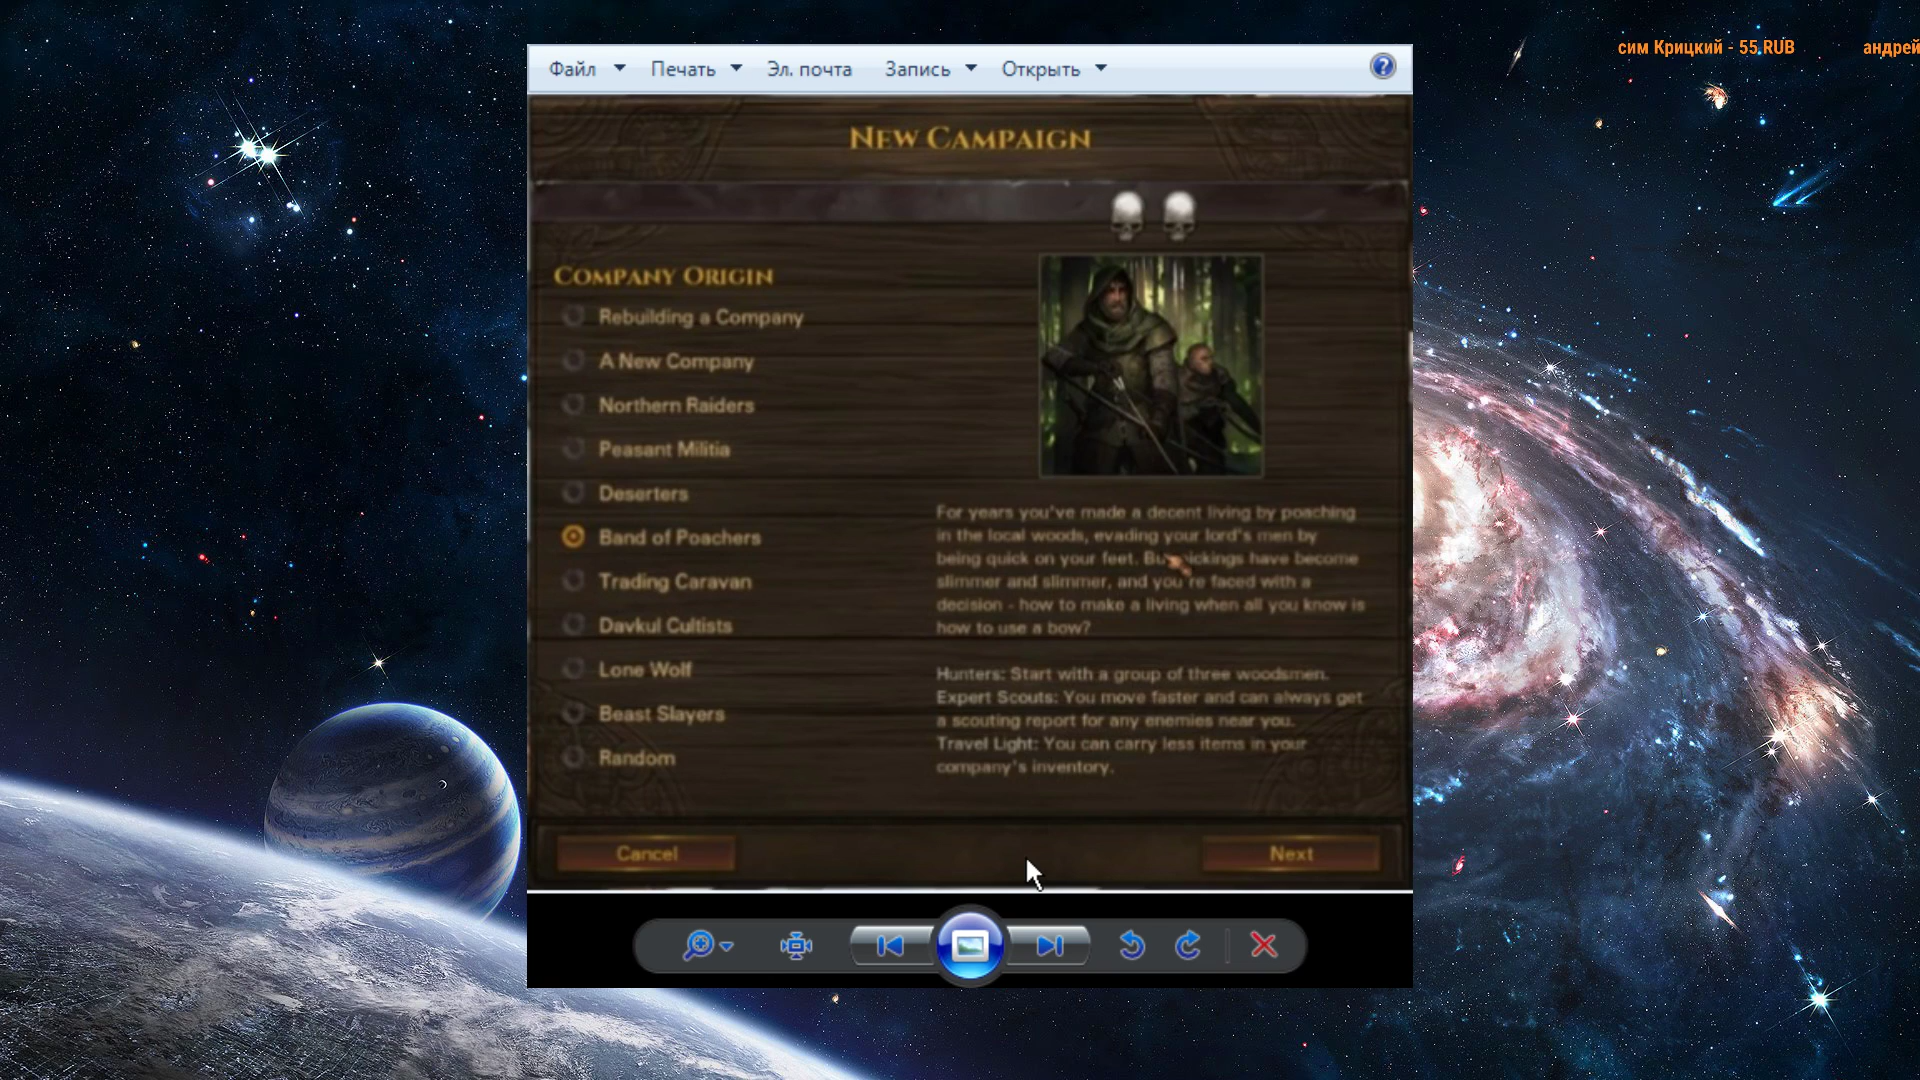 сим Крицкий - 55 RUB
андрей
Файл Печать Эл. почта Запись Открыть
New Campaign
Company Origin
Rebuilding a Company
A New Company
Northern Raiders
Peasant Militia
Deserters
Band of Poachers
Trading Caravan
Davkul Cultists
Lone Wolf
Beast Slayers
Random
For years you've made a decent living by poaching
in the local woods, evading your lord's men by
being quick on your feet. But pickings have become
slimmer and slimmer, and you're faced with a
decision - how to make a living when all you know is
how to use a bow?
Hunters: Start with a group of three woodsmen.
Expert Scouts: You move faster and can always get
a scouting report for any enemies near you.
Travel Light: You can carry less items in your
company's inventory.
Cancel
Next